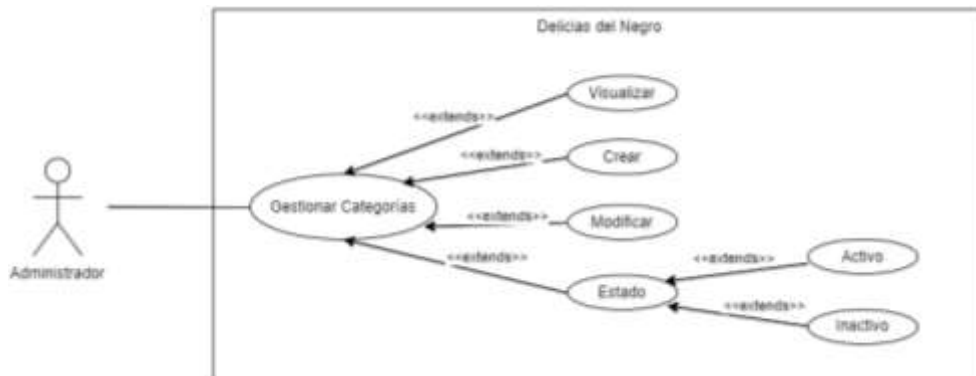 Delicias del Negro
Visualizar
<<extends>>
Crear
<<extends>>
Gestionar Categorías
Modificar
<<extends>>
Administrador
<<extends>>
Estado
Activo
<<extends>>
<<extends>>
Inactivo